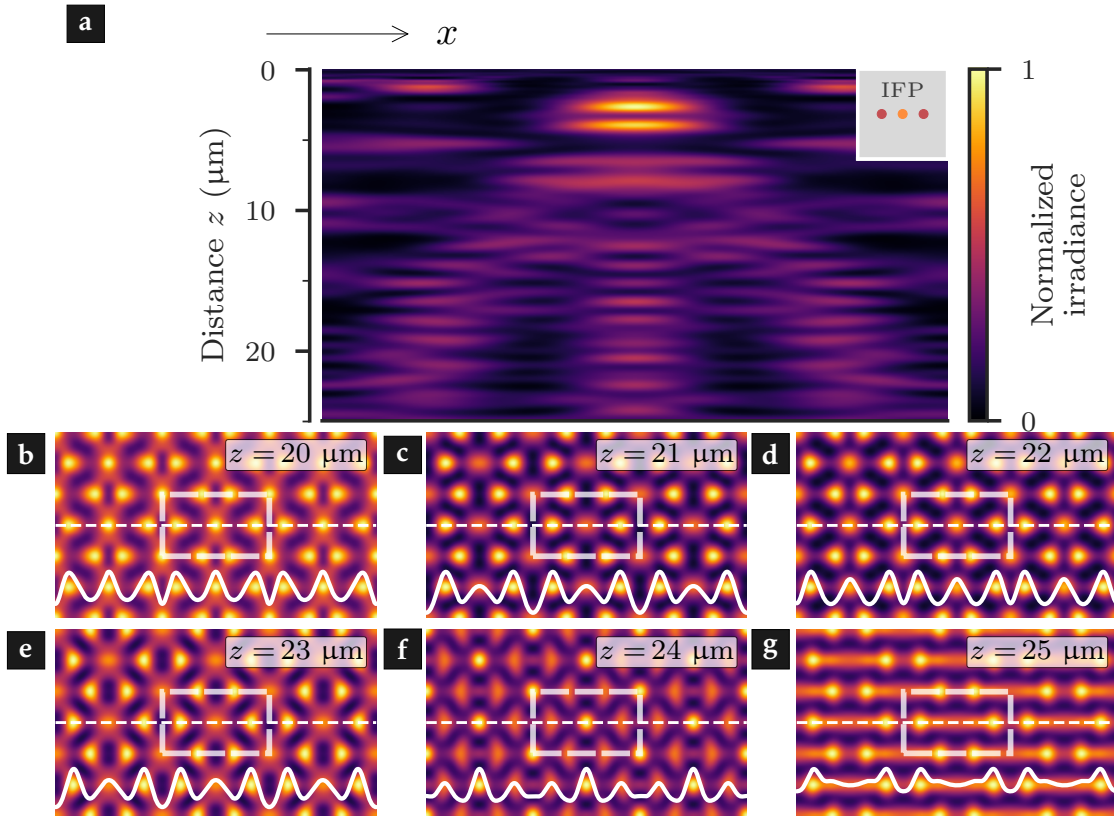 a
x
0
10
20
Distance z (µm)
IFP
1
0
Normalized
irradiance
b
z = 20 µm
c
z = 21 µm
d
z = 22 µm
e
z = 23 µm
f
z = 24 µm
g
z = 25 µm